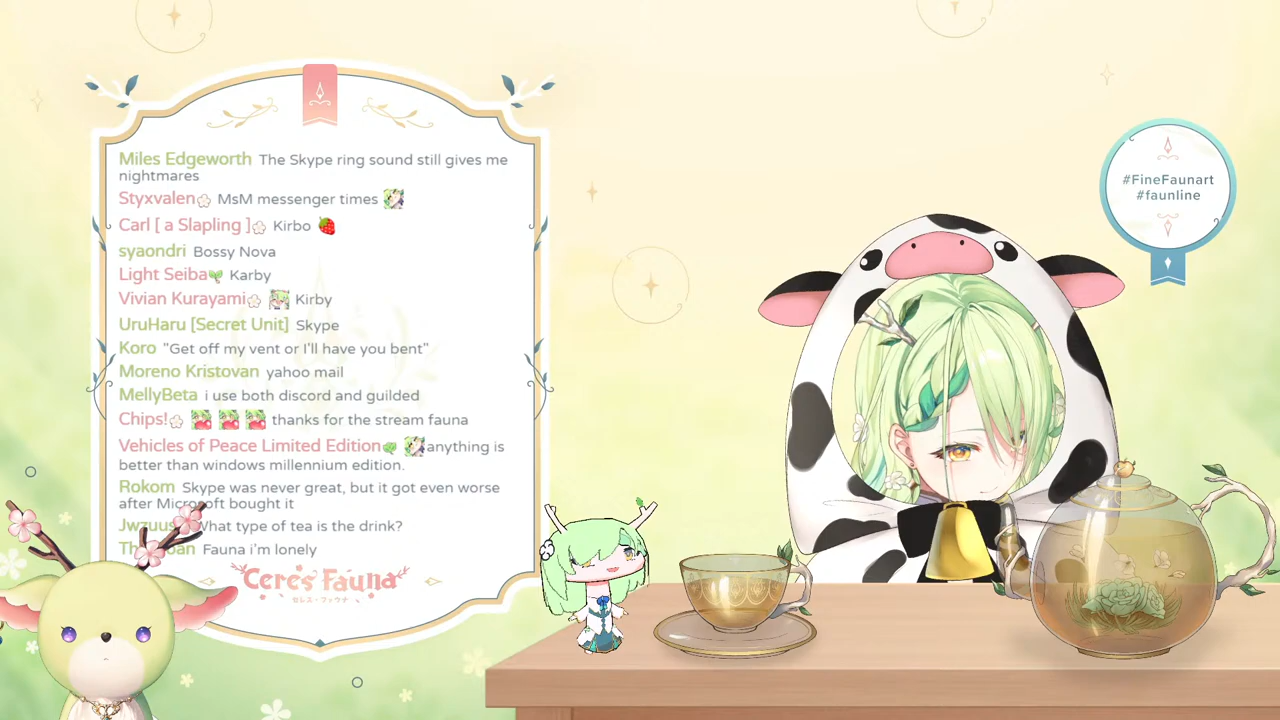 Miles Edgeworth The Skype ring sound still gives me
nightmares
Styxvalen MsM messenger times
Carl [ a Slapling ] Kirbo
syaondri Bossy Nova
Light Seiba Karby
Vivian Kurayami Kirby
UruHaru [Secret Unit] Skype
Koro "Get off my vent or I'll have you bent"
Moreno Kristovan yahoo mail
MellyBeta i use both discord and guilded
Chips! thanks for the stream fauna
Vehicles of Peace Limited Edition anything is
better than windows millennium edition.
Rokom Skype was never great, but it got even worse
after Microsoft bought it
What type of tea is the drink?
Fauna i'm lonely
Ceres Fauna
セレス・ファウナ
#FineFaunart
#faunline